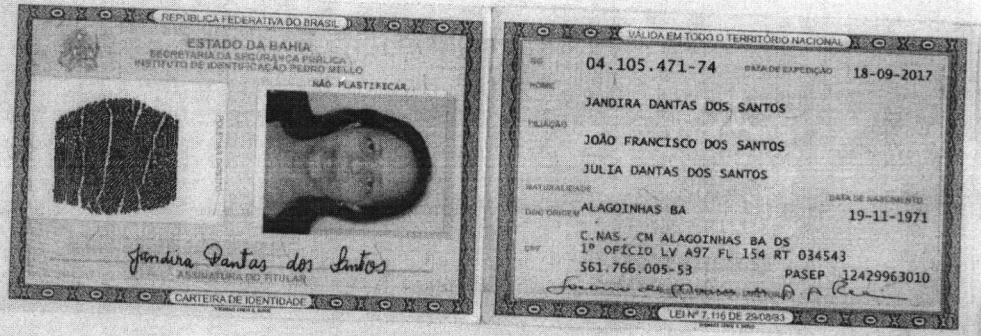 REPÚBLICA FEDERATIVA DO BRASIL
ESTADO DA BAHIA
SECRETARIA DA SEGURANÇA PÚBLICA
INSTITUTO DE IDENTIFICAÇÃO PEDRO MELLO
NÃO PLASTIFICAR
POLEGAR DIREITO
Jandira Dantas dos Santos
ASSINATURA DO TITULAR
CARTEIRA DE IDENTIDADE
VÁLIDA EM TODO O TERRITÓRIO NACIONAL
RG 04.105.471-74 DATA DE EXPEDIÇÃO 18-09-2017
NOME
JANDIRA DANTAS DOS SANTOS
FILIAÇÃO
JOÃO FRANCISCO DOS SANTOS
JULIA DANTAS DOS SANTOS
NATURALIDADE DATA DE NASCIMENTO
ALAGOINHAS BA 19-11-1971
DOC ORIGEM
C.NAS. CM ALAGOINHAS BA DS
1º OFÍCIO LV A97 FL 154 RT 034543
CPF
561.766.005-53 PASEP 12429963010
LEI Nº 7.116 DE 29/08/83